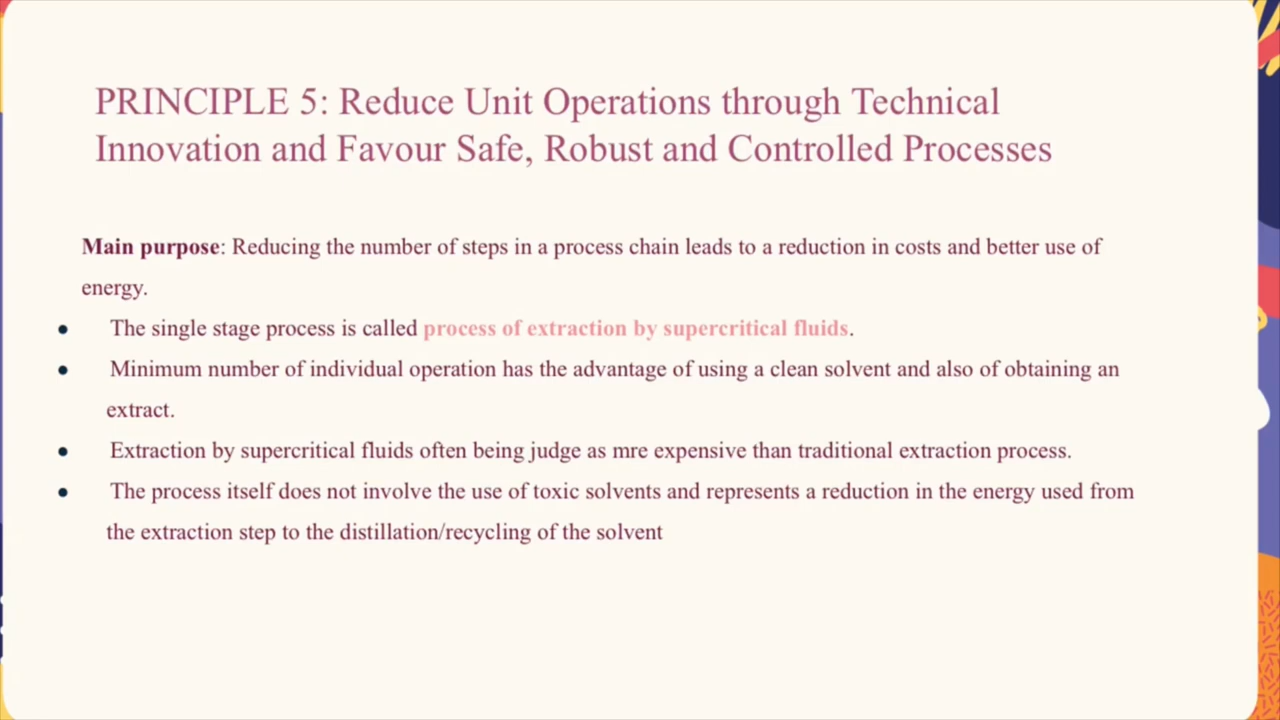 PRINCIPLE 5: Reduce Unit Operations through Technical
Innovation and Favour Safe, Robust and Controlled Processes
Main purpose: Reducing the number of steps in a process chain leads to a reduction in costs and better use of
energy.
● The single stage process is called process of extraction by supercritical fluids.
● Minimum number of individual operation has the advantage of using a clean solvent and also of obtaining an
extract.
● Extraction by supercritical fluids often being judge as mre expensive than traditional extraction process.
● The process itself does not involve the use of toxic solvents and represents a reduction in the energy used from
the extraction step to the distillation/recycling of the solvent